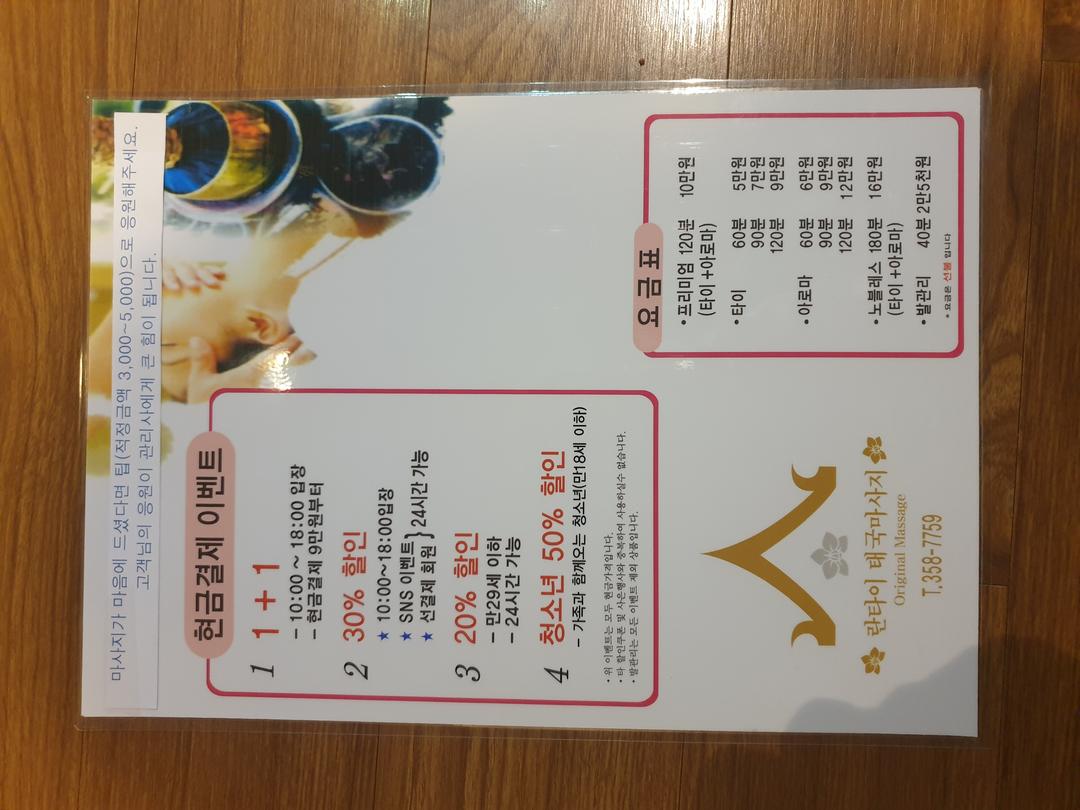 마사지가 마음에 드셨다면 팁(적정금액 3,000~5,000)으로 응원해주세요.
고객님의 응원이 관리사에게 큰 힘이 됩니다.
현금결제 이벤트
1 1+1
- 10:00 ~ 18:00 입장
- 현금결제 9만원부터
2 30% 할인
★ 10:00~18:00입장
★ SNS 이벤트
★ 선결제 회원 } 24시간 가능
3 20% 할인
- 만29세 이하
- 24시간 가능
4 청소년 50% 할인
- 가족과 함께오는 청소년(만18세 이하)
• 위 이벤트는 모두 현금가격입니다.
• 타 할인쿠폰 및 사은행사와 중복하여 사용하실수 없습니다.
• 발관리는 모든 이벤트 제외 상품입니다.
요금표
• 프리미엄 120분 10만원
(타이+아로마)
• 타이 60분 5만원
90분 7만원
120분 9만원
• 아로마 60분 6만원
90분 9만원
120분 12만원
• 노블레스 180분 16만원
(타이+아로마)
• 발관리 40분 2만5천원
* 요금은 선불 입니다
란타이 태국마사지
Original Massage
T.358-7759